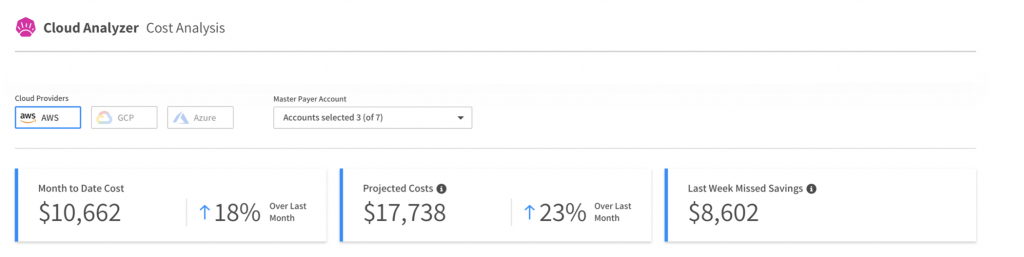 Cloud Analyzer Cost Analysis
Cloud Providers
aws AWS
GCP
Azure
Master Payer Account
Accounts selected 3 (of 7)
Month to Date Cost
$10,662
↑ 18% Over Last
Month
Projected Costs
$17,738
↑ 23% Over Last
Month
Last Week Missed Savings
$8,602